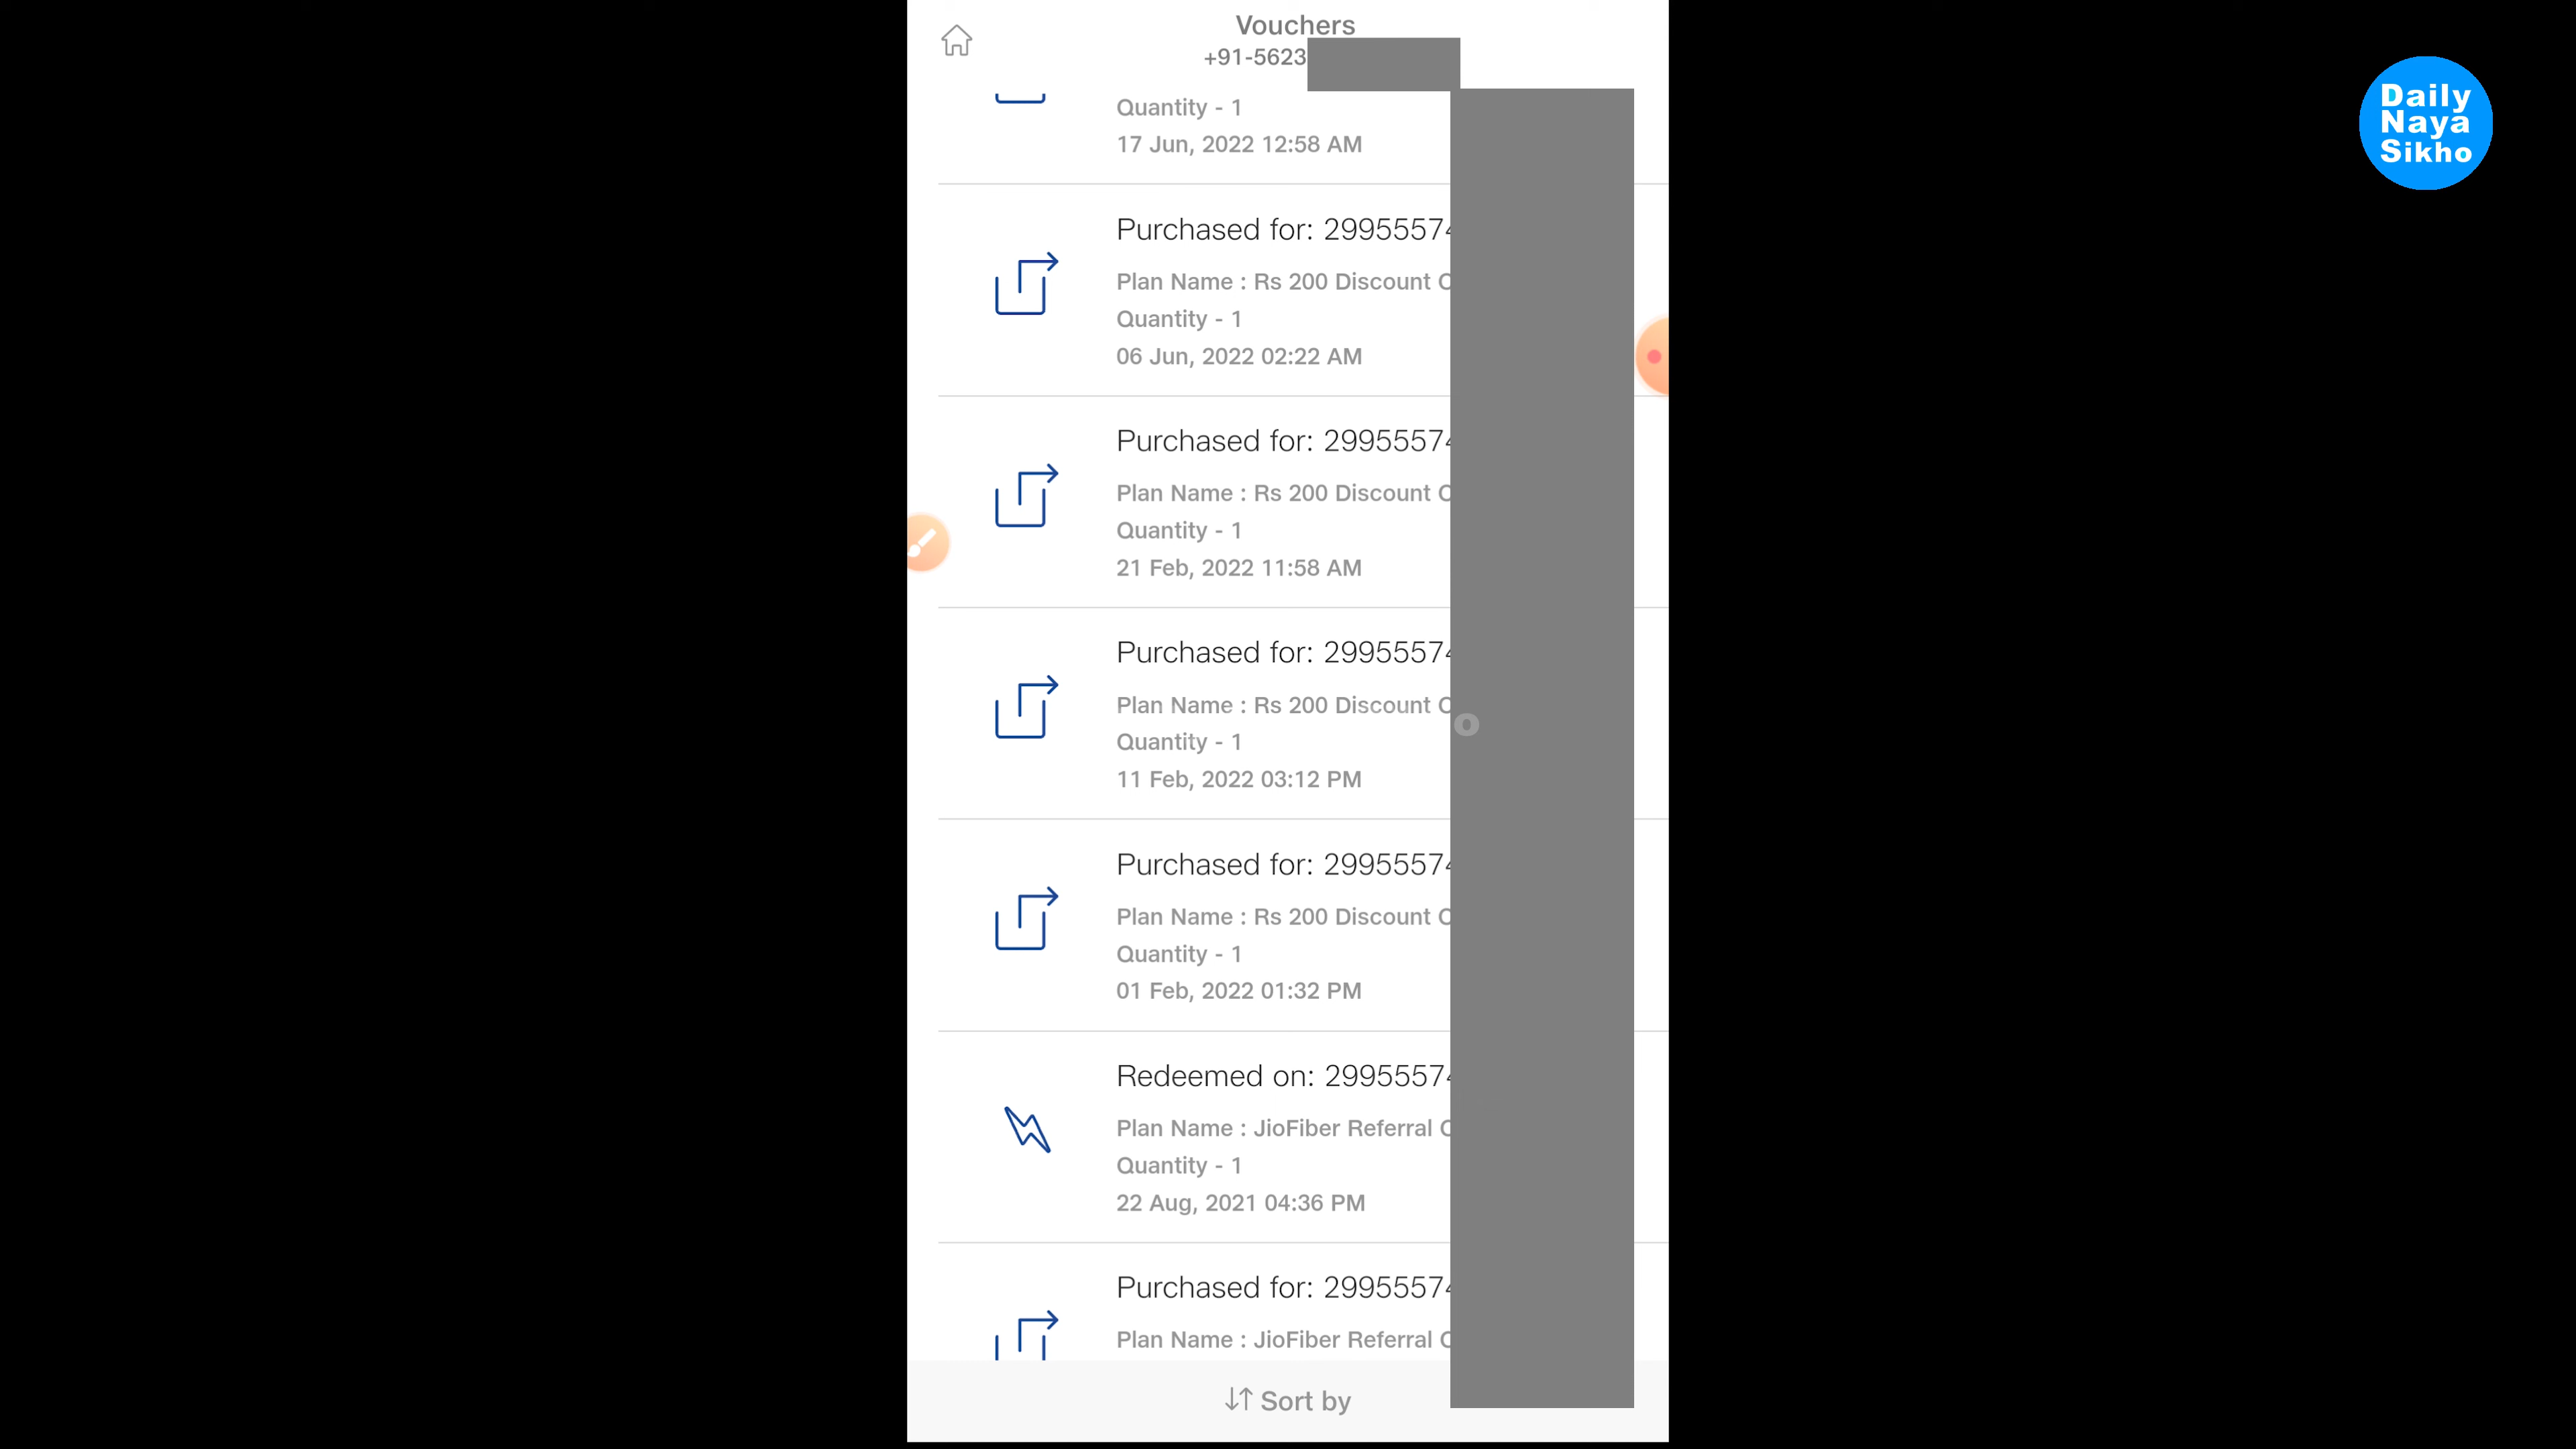 Vouchers
+91-5623
Quantity - 1
17 Jun, 2022 12:58 AM
Purchased for: 2995557
Plan Name : Rs 200 Discount
Quantity - 1
06 Jun, 2022 02:22 AM
Purchased for: 2995557
Plan Name : Rs 200 Discount
Quantity - 1
21 Feb, 2022 11:58 AM
Purchased for: 2995557
Plan Name : Rs 200 Discount
Quantity - 1
11 Feb, 2022 03:12 PM
Purchased for: 2995557
Plan Name : Rs 200 Discount
Quantity - 1
01 Feb, 2022 01:32 PM
Redeemed on: 2995557
Plan Name : JioFiber Referral
Quantity - 1
22 Aug, 2021 04:36 PM
Purchased for: 2995557
Plan Name : JioFiber Referral
Sort by
Daily
Naya
Sikho